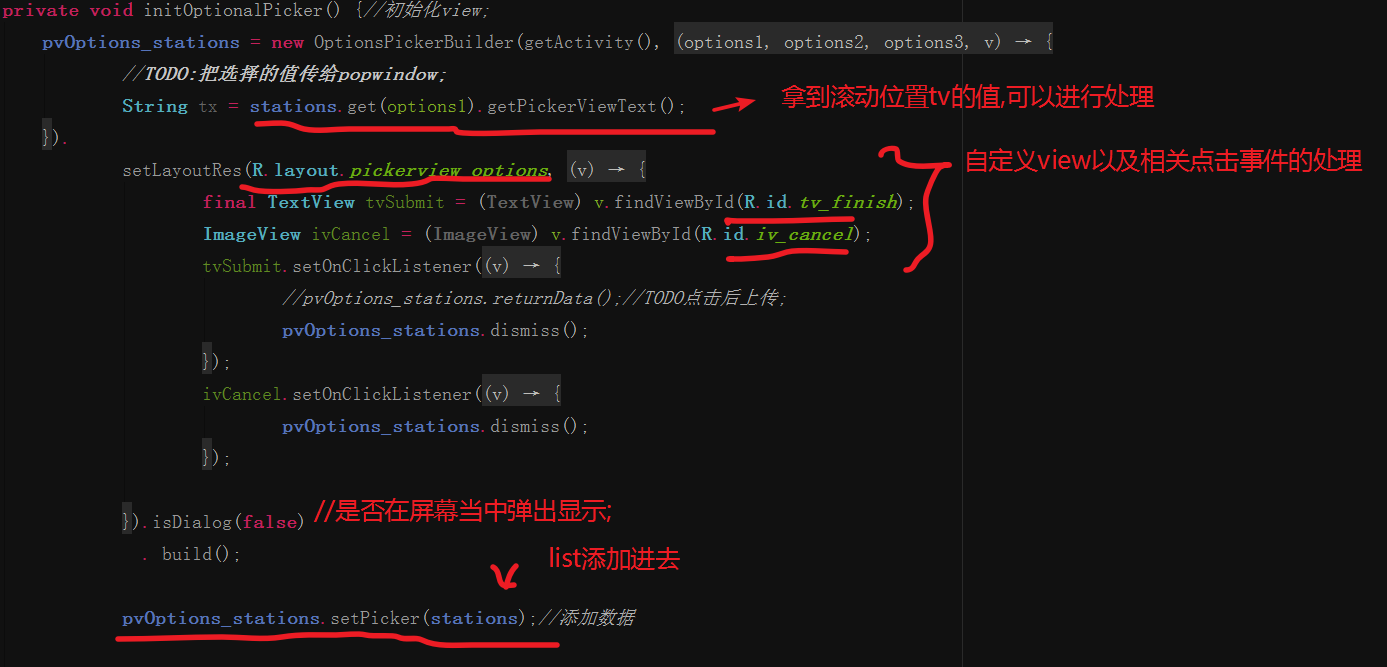 private void initOptionalPicker() {//初始化view;
pvOptions_stations = new OptionsPickerBuilder(getActivity(), (options1, options2, options3, v) → {
//TODO:把选择的值传给popwindow;
String tx = stations.get(options1).getPickerViewText();
拿到滚动位置tv的值,可以进行处理
}).
setLayoutRes(R.layout.pickerview_options, (v) → {
自定义view以及相关点击事件的处理
final TextView tvSubmit = (TextView) v.findViewById(R.id.tv_finish);
ImageView ivCancel = (ImageView) v.findViewById(R.id.iv_cancel);
tvSubmit.setOnClickListener((v) → {
//pvOptions_stations.returnData();//TODO点击后上传;
pvOptions_stations.dismiss();
});
ivCancel.setOnClickListener((v) → {
pvOptions_stations.dismiss();
});
}).isDialog(false) //是否在屏幕当中弹出显示;
. build();
list添加进去
pvOptions_stations.setPicker(stations);//添加数据